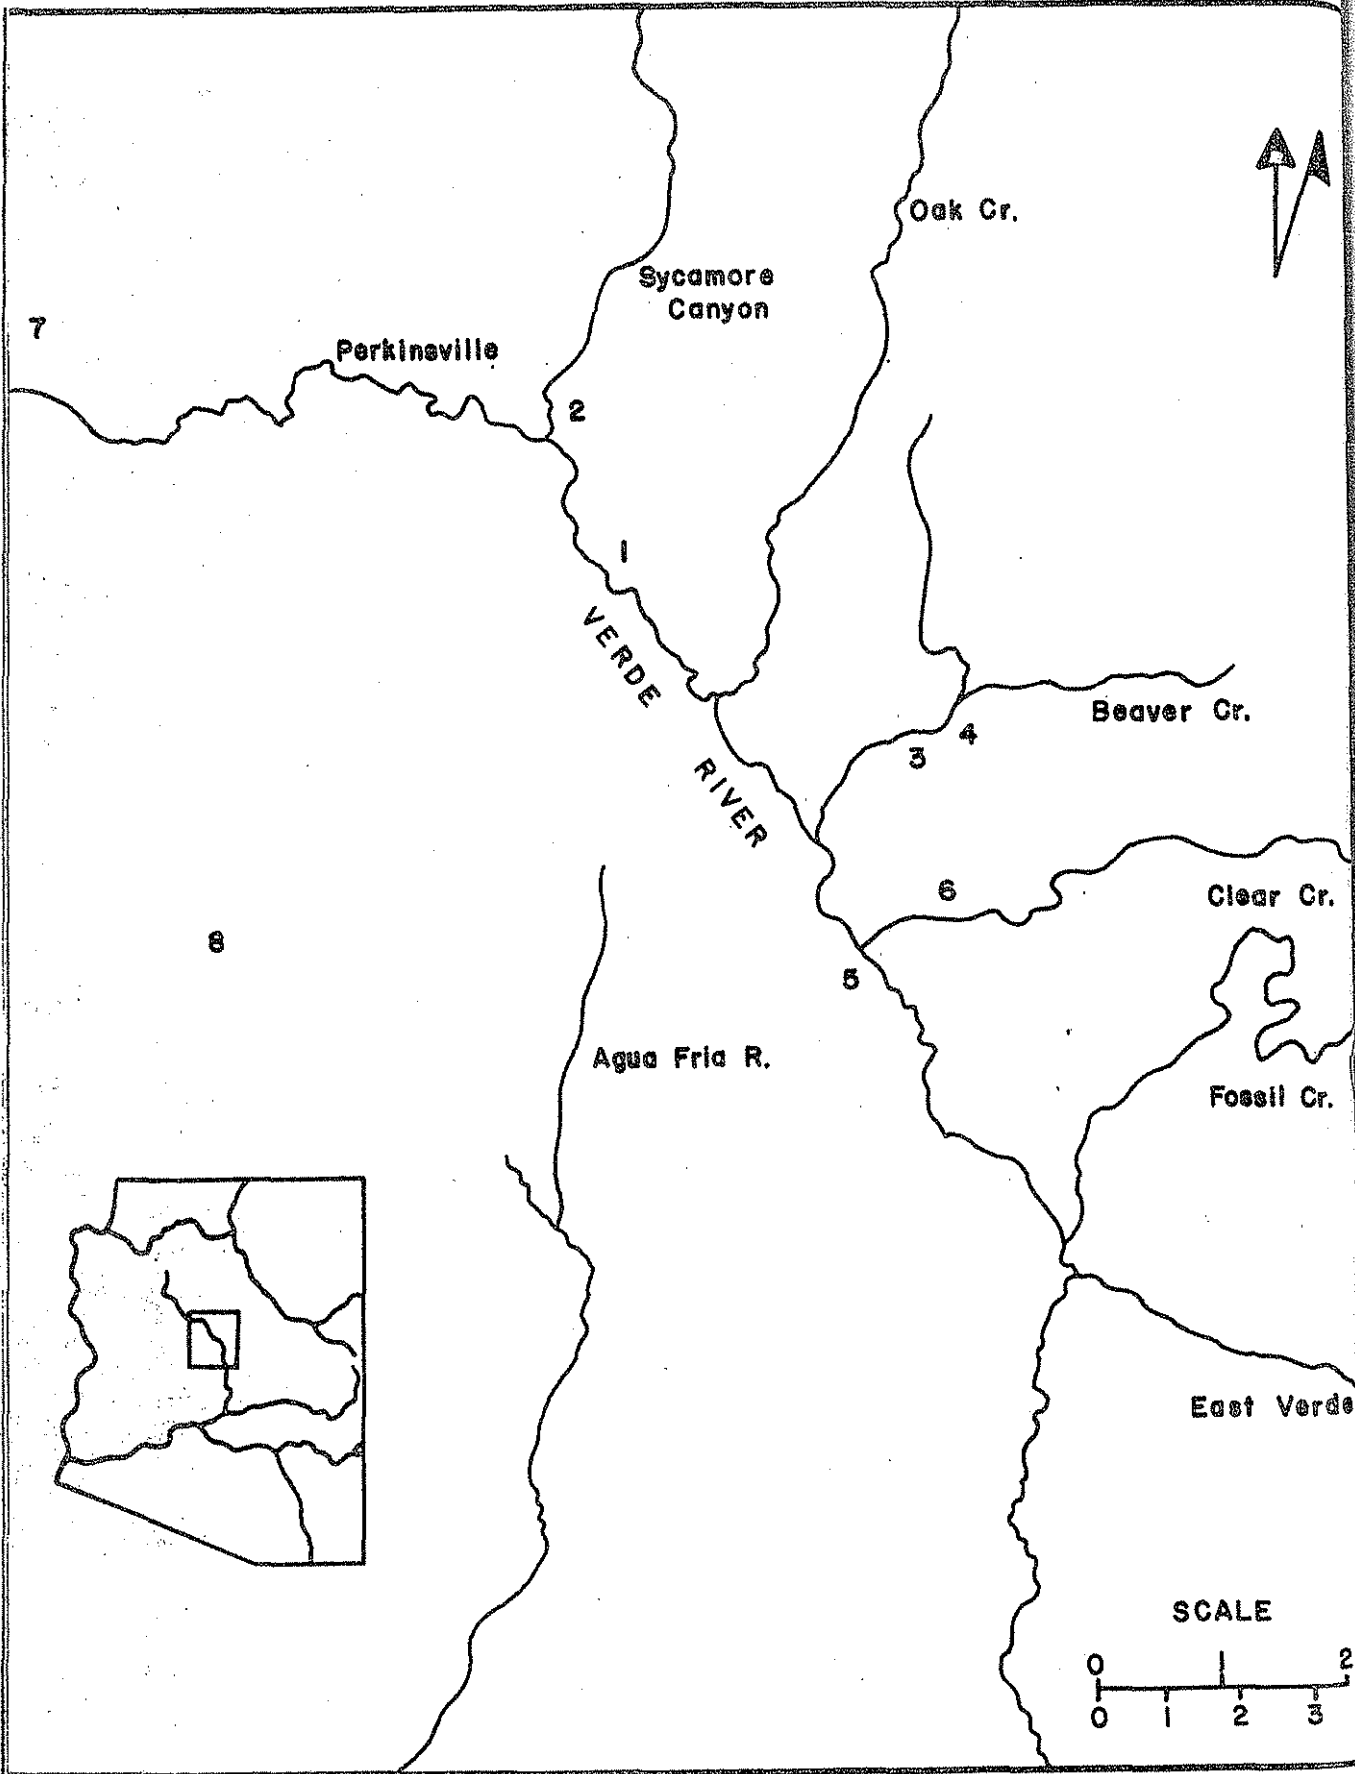 Oak Cr.
Sycamore
Canyon
7
Perkinsville
2
1
VERDE
RIVER
Beaver Cr.
3
4
6
Clear Cr.
8
5
Agua Fria R.
Fossil Cr.
East Verde
SCALE
0 1 2
0 1 2 3